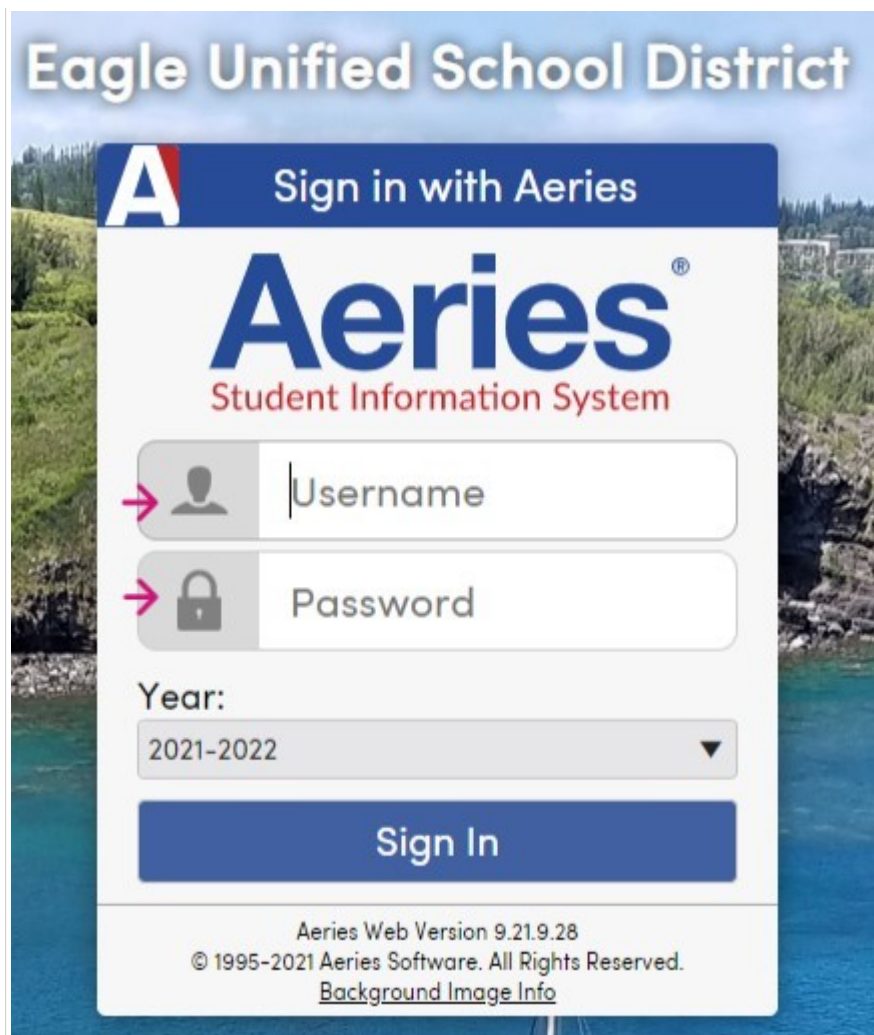 Eagle Unified School District
A Sign in with Aeries
Aeries®
Student Information System
Username
Password
Year:
2021-2022
Sign In
Aeries Web Version 9.21.9.28
© 1995-2021 Aeries Software. All Rights Reserved.
Background Image Info